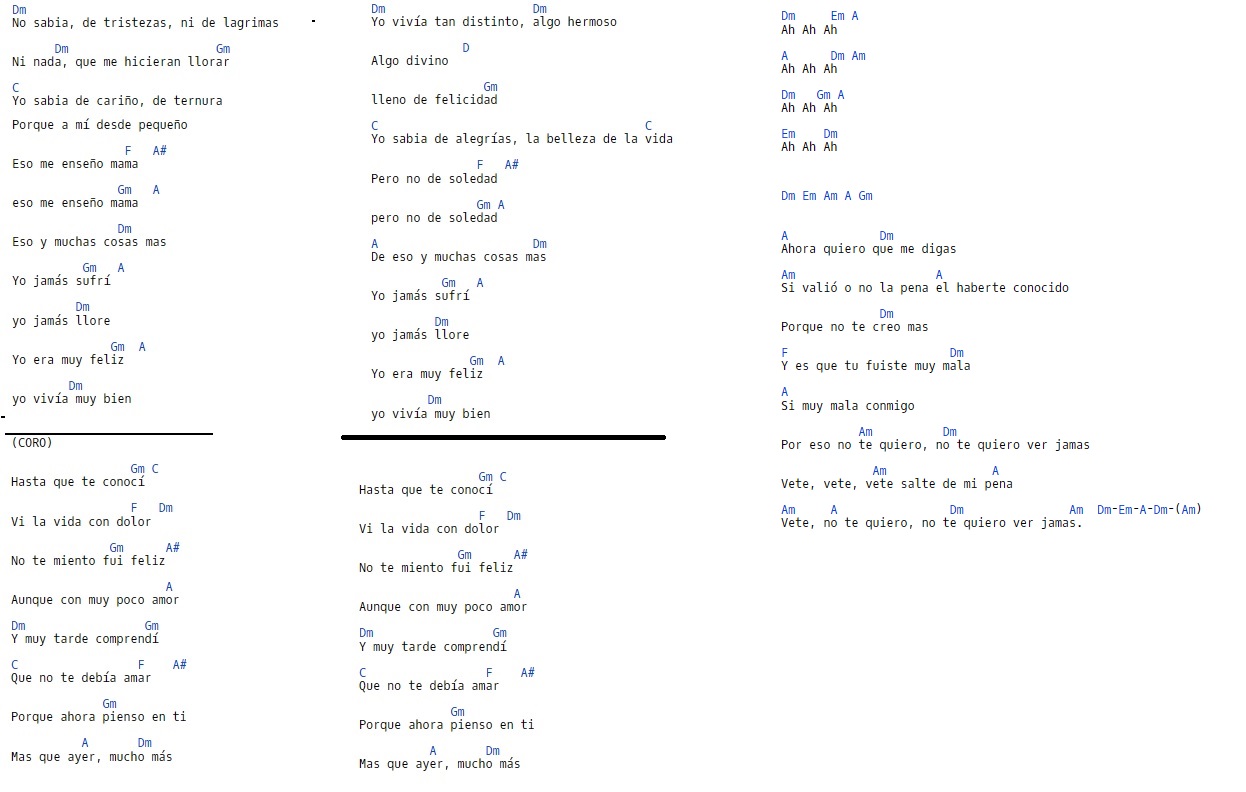 Dm
No sabia, de tristezas, ni de lagrimas
Dm Gm
Ni nada, que me hicieran llorar
C
Yo sabia de cariño, de ternura
Porque a mí desde pequeño
F A#
Eso me enseño mama
Gm A
eso me enseño mama
Dm
Eso y muchas cosas mas
Gm A
Yo jamás sufrí
Dm
yo jamás llore
Gm A
Yo era muy feliz
Dm
yo vivía muy bien
(CORO)
Gm C
Hasta que te conocí
F Dm
Vi la vida con dolor
Gm A#
No te miento fui feliz
A
Aunque con muy poco amor
Dm Gm
Y muy tarde comprendí
C F A#
Que no te debía amar
Gm
Porque ahora pienso en ti
A Dm
Mas que ayer, mucho más
Dm Dm
Yo vivía tan distinto, algo hermoso
D
Algo divino
Gm
lleno de felicidad
C C
Yo sabia de alegrías, la belleza de la vida
F A#
Pero no de soledad
Gm A
pero no de soledad
A Dm
De eso y muchas cosas mas
Gm A
Yo jamás sufrí
Dm
yo jamás llore
Gm A
Yo era muy feliz
Dm
yo vivía muy bien
Gm C
Hasta que te conocí
F Dm
Vi la vida con dolor
Gm A#
No te miento fui feliz
A
Aunque con muy poco amor
Dm Gm
Y muy tarde comprendí
C F A#
Que no te debía amar
Gm
Porque ahora pienso en ti
A Dm
Mas que ayer, mucho más
Dm Em A
Ah Ah Ah
A Dm Am
Ah Ah Ah
Dm Gm A
Ah Ah Ah
Em Dm
Ah Ah Ah
Dm Em Am A Gm
A Dm
Ahora quiero que me digas
Am A
Si valió o no la pena el haberte conocido
Dm
Porque no te creo mas
F Dm
Y es que tu fuiste muy mala
A
Si muy mala conmigo
Am Dm
Por eso no te quiero, no te quiero ver jamas
Am A
Vete, vete, vete salte de mi pena
Am A Dm Am Dm-Em-A-Dm-(Am)
Vete, no te quiero, no te quiero ver jamas.